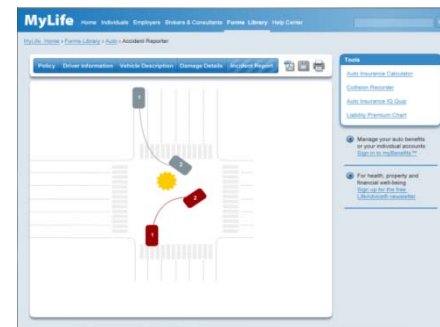 MyLife Home Individuals Employers Brokers & Consultants Forms Library Help Center
MyLife Home > Forms Library > Auto > Accident Reporter
Policy Driver Information Vehicle Description Damage Details Incident Report
1
2
2
1
Tools
Auto Insurance Calculator
Collision Recorder
Auto Insurance IQ Quiz
Liability Premium Chart
Manage your auto benefits
or your individual accounts
Sign in to myBenefits™
For health, property and
financial well-being
Sign up for the free
LifeAdvice® newsletter